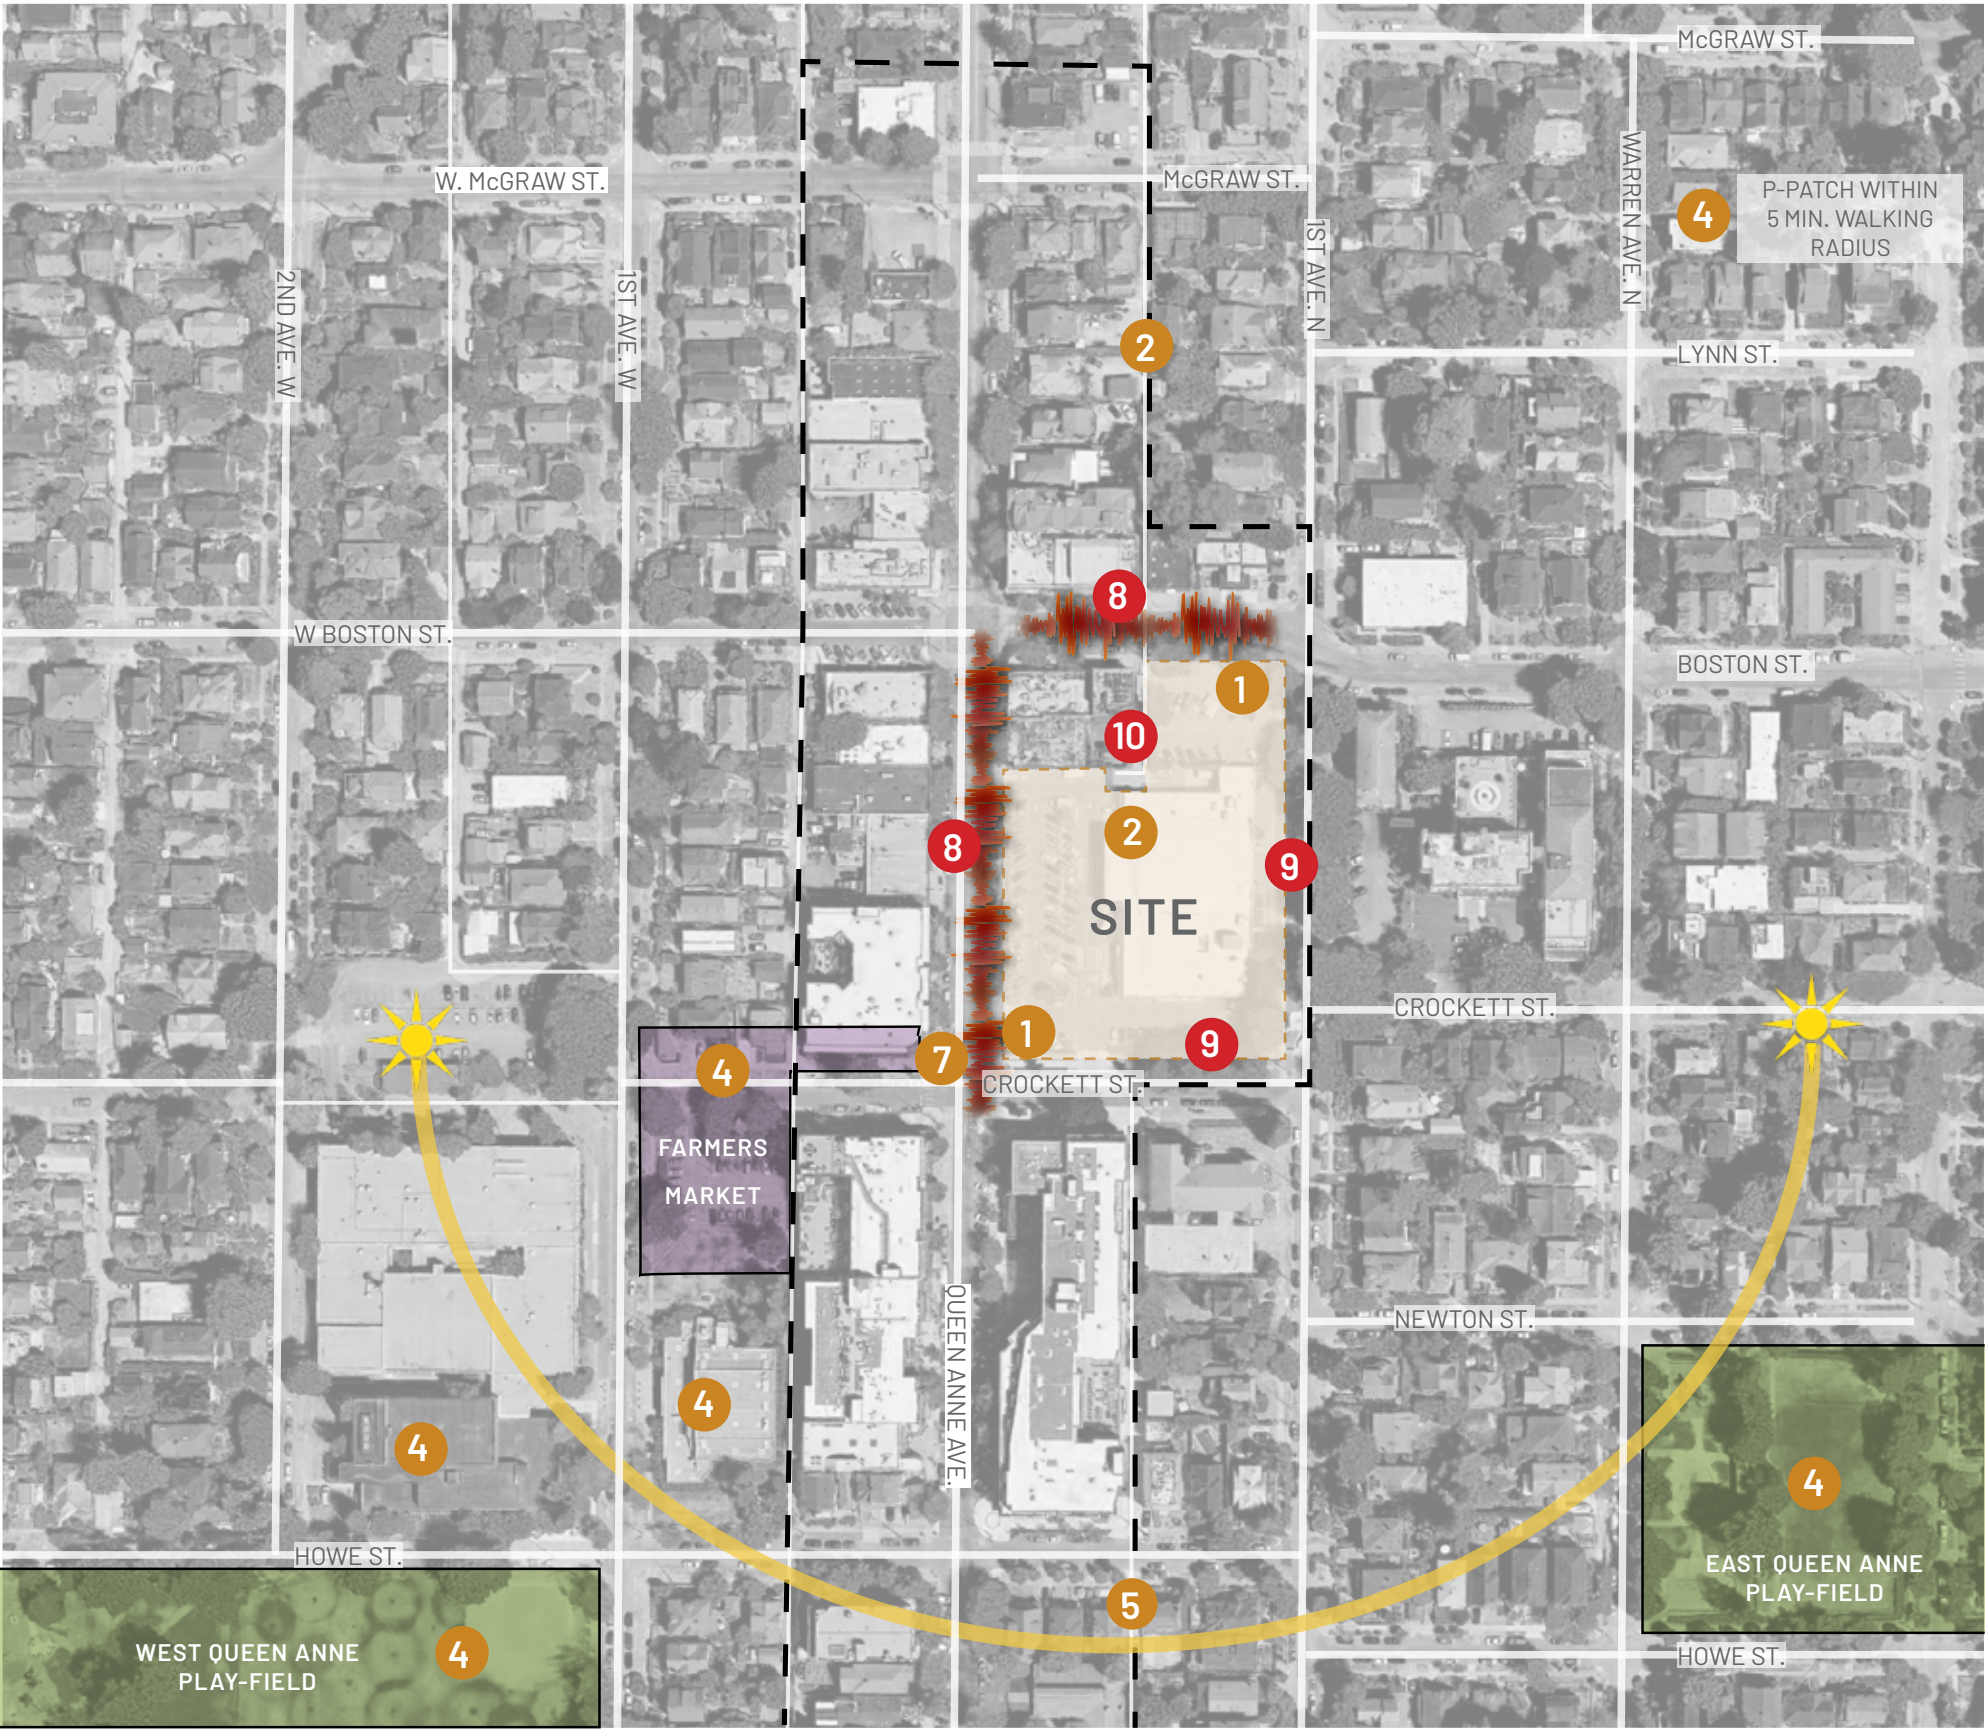 McGRAW ST.
W. McGRAW ST.
McGRAW ST.
WARREN AVE. N
4
P-PATCH WITHIN
5 MIN. WALKING
RADIUS
1ST AVE. N
2ND AVE. W
1ST AVE. W
2
LYNN ST.
8
W BOSTON ST.
BOSTON ST.
1
10
2
8
9
SITE
CROCKETT ST.
1
9
7
4
CROCKETT ST.
FARMERS
MARKET
QUEEN ANNE AVE.
NEWTON ST.
4
4
4
HOWE ST.
EAST QUEEN ANNE
PLAY-FIELD
5
WEST QUEEN ANNE
PLAY-FIELD
4
HOWE ST.